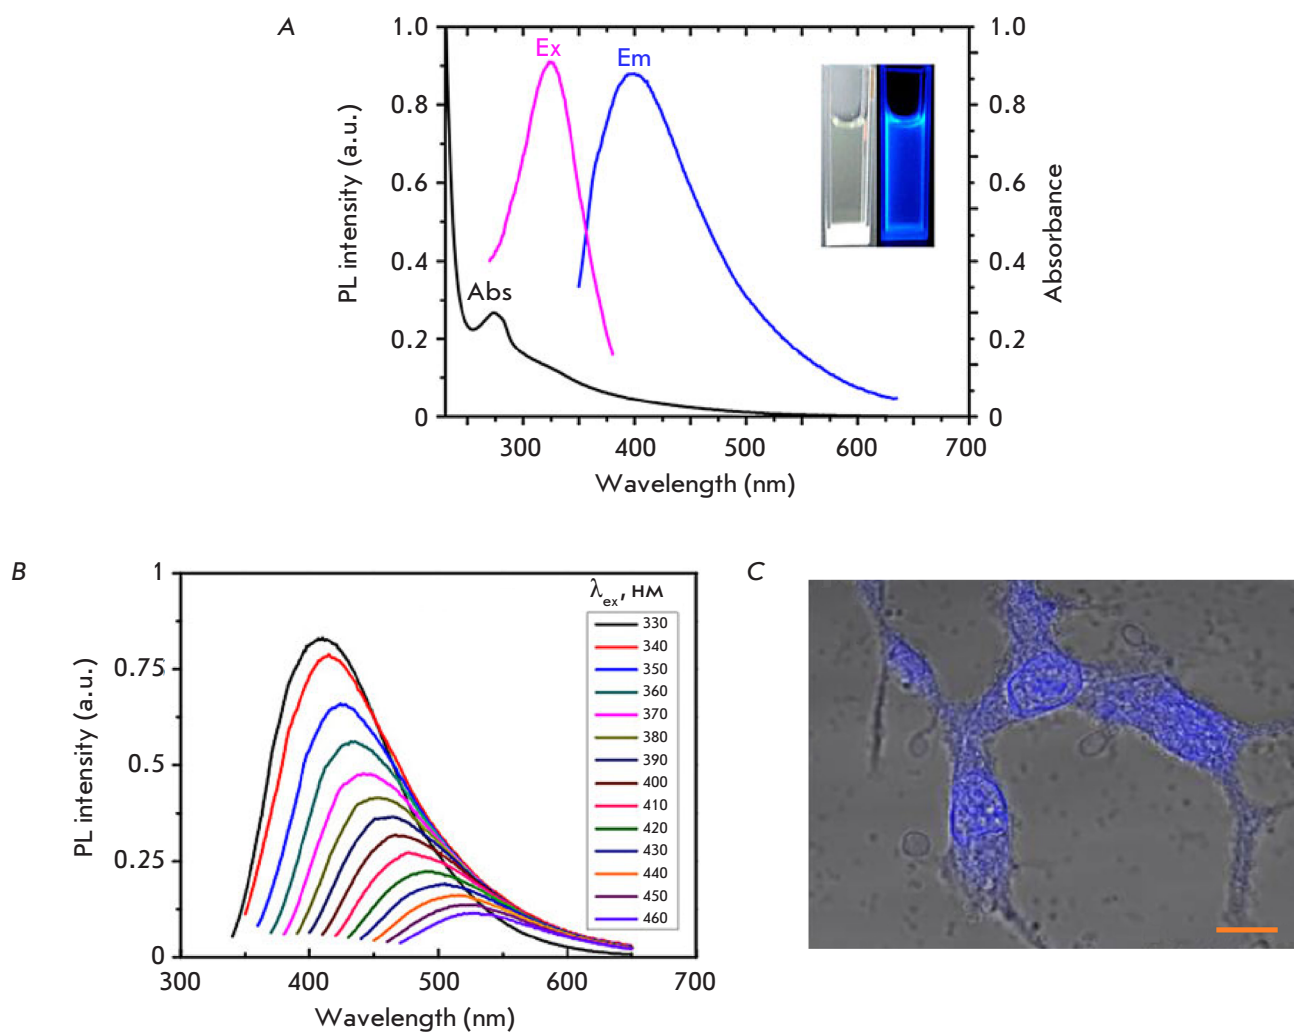 A
Ex
Em
Abs
1.0
0.8
0.6
0.4
0.2
0
1.0
0.8
0.6
0.4
0.2
0
PL intensity (a.u.)
Absorbance
300 400 500 600 700
Wavelength (nm)
B
1
0.75
0.5
0.25
0
PL intensity (a.u.)
λex, нм
330
340
350
360
370
380
390
400
410
420
430
440
450
460
300 400 500 600 700
Wavelength (nm)
C